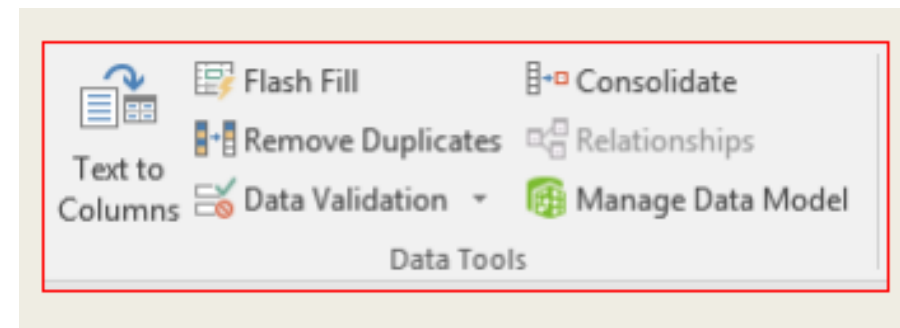 Text to
Columns
Flash Fill
Remove Duplicates
Data Validation
Consolidate
Relationships
Manage Data Model
Data Tools